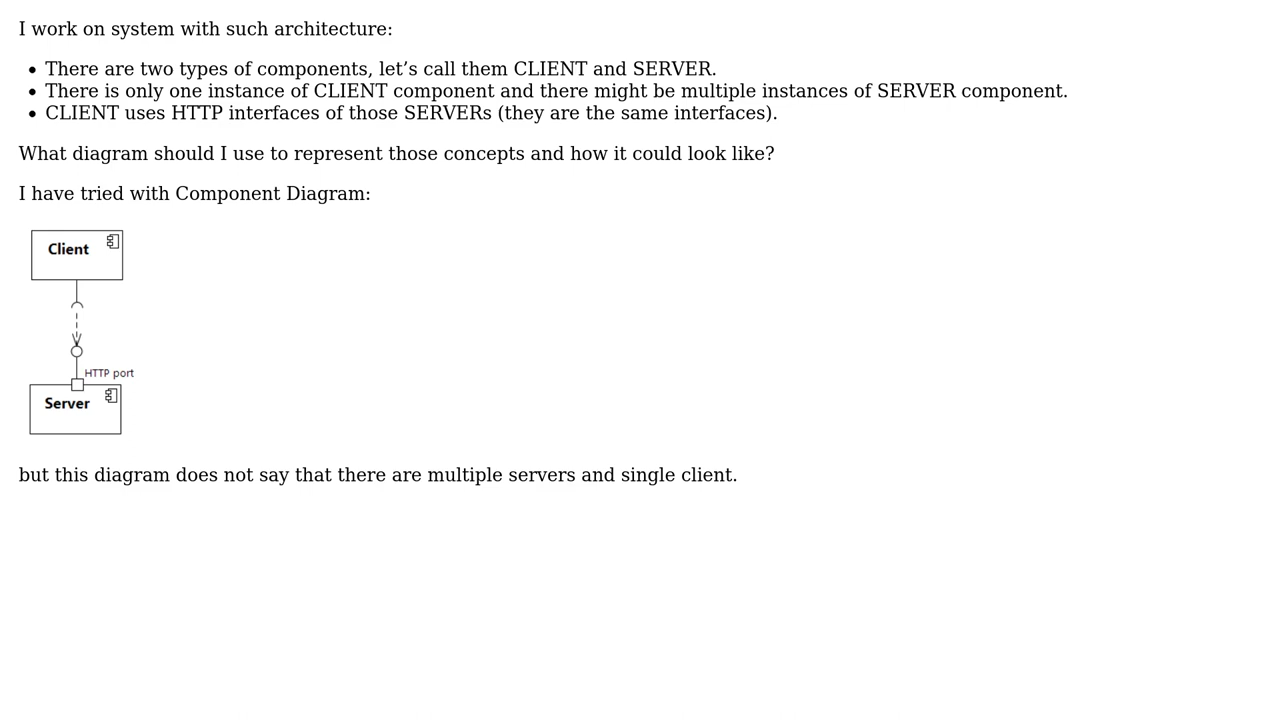 I work on system with such architecture:
• There are two types of components, let’s call them CLIENT and SERVER.
• There is only one instance of CLIENT component and there might be multiple instances of SERVER component.
• CLIENT uses HTTP interfaces of those SERVERs (they are the same interfaces).
What diagram should I use to represent those concepts and how it could look like?
I have tried with Component Diagram:
Client
HTTP port
Server
but this diagram does not say that there are multiple servers and single client.